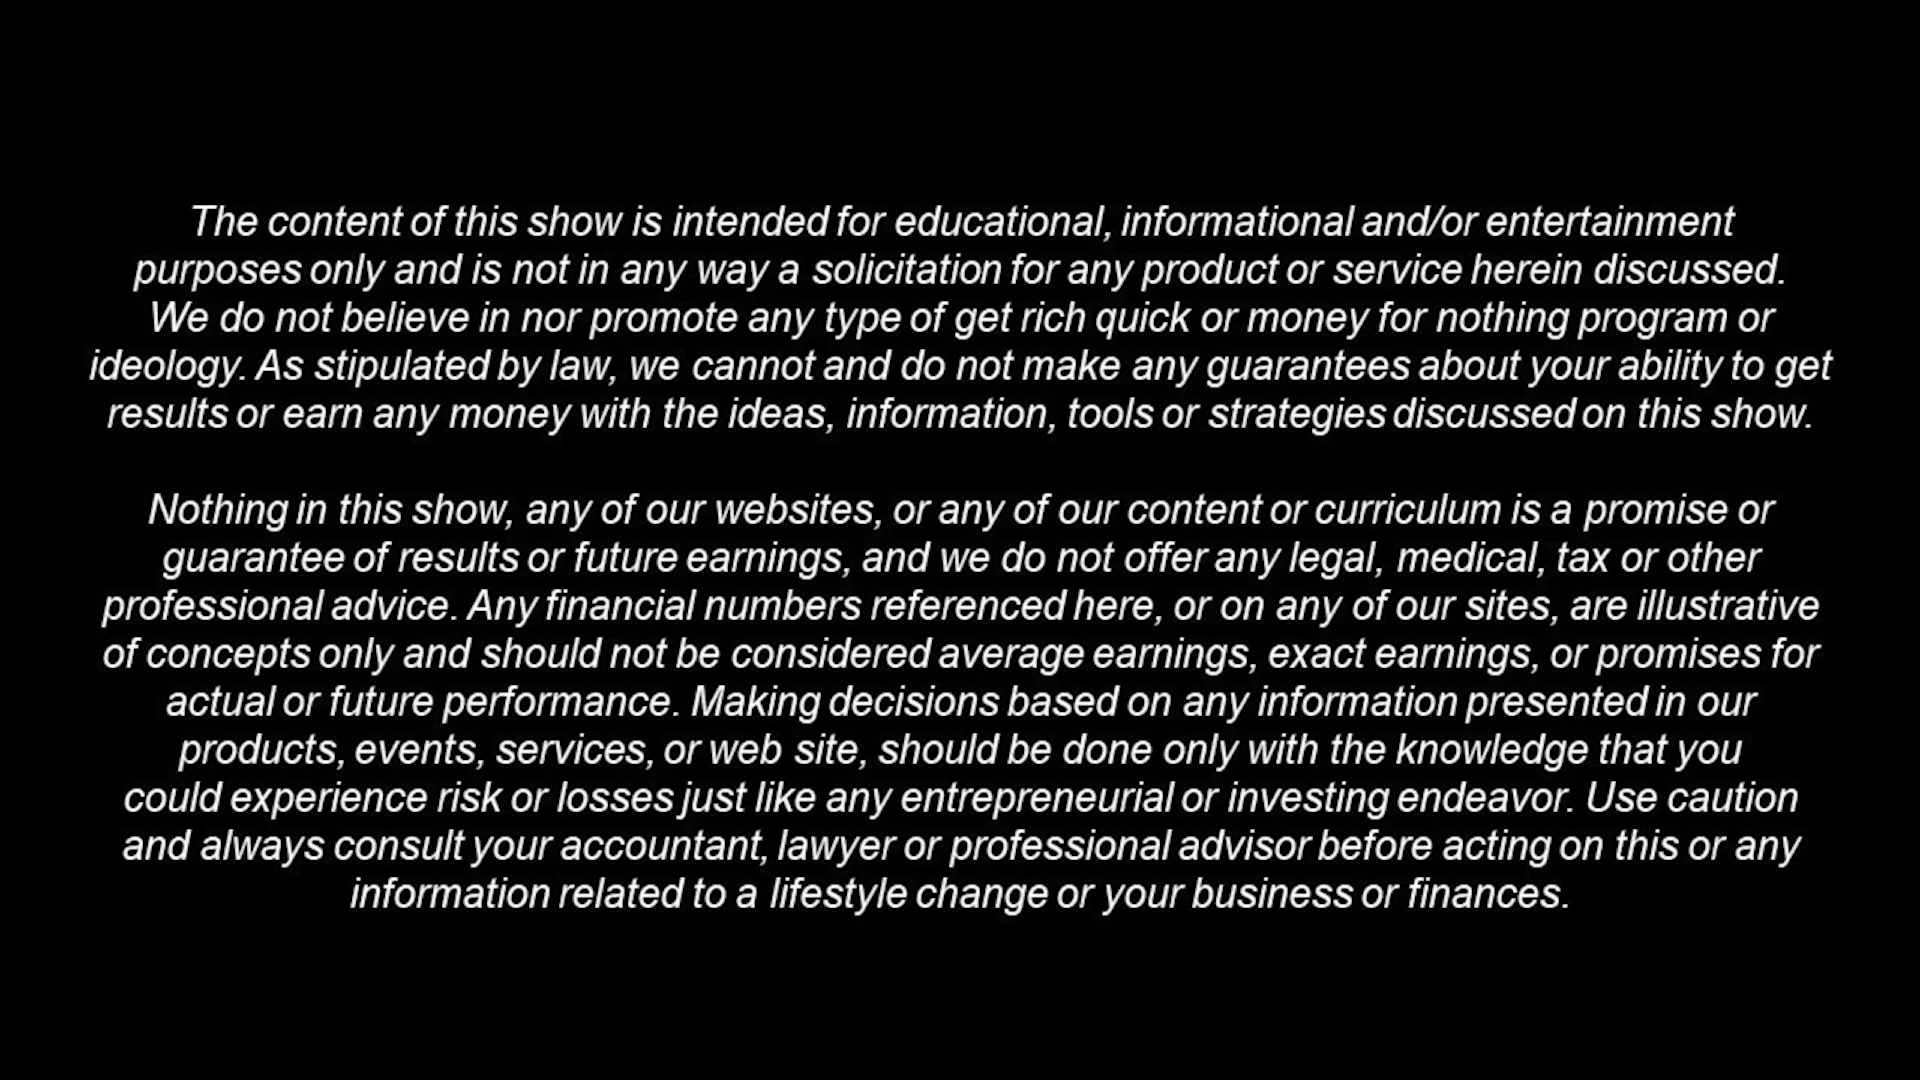 The content of this show is intended for educational, informational and/or entertainment
purposes only and is not in any way a solicitation for any product or service herein discussed.
We do not believe in nor promote any type of get rich quick or money for nothing program or
ideology. As stipulated by law, we cannot and do not make any guarantees about your ability to get
results or earn any money with the ideas, information, tools or strategies discussed on this show.
Nothing in this show, any of our websites, or any of our content or curriculum is a promise or
guarantee of results or future earnings, and we do not offer any legal, medical, tax or other
professional advice. Any financial numbers referenced here, or on any of our sites, are illustrative
of concepts only and should not be considered average earnings, exact earnings, or promises for
actual or future performance. Making decisions based on any information presented in our
products, events, services, or web site, should be done only with the knowledge that you
could experience risk or losses just like any entrepreneurial or investing endeavor. Use caution
and always consult your accountant, lawyer or professional advisor before acting on this or any
information related to a lifestyle change or your business or finances.